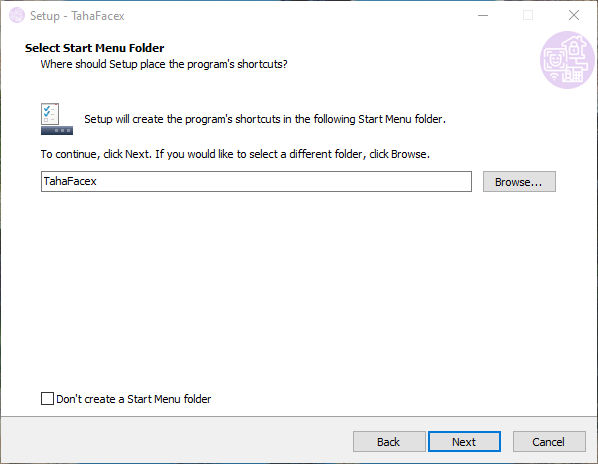 Setup - TahaFacex
Select Start Menu Folder
Where should Setup place the program's shortcuts?
Setup will create the program's shortcuts in the following Start Menu folder.
To continue, click Next. If you would like to select a different folder, click Browse.
TahaFacex
Browse...
Don't create a Start Menu folder
Back
Next
Cancel